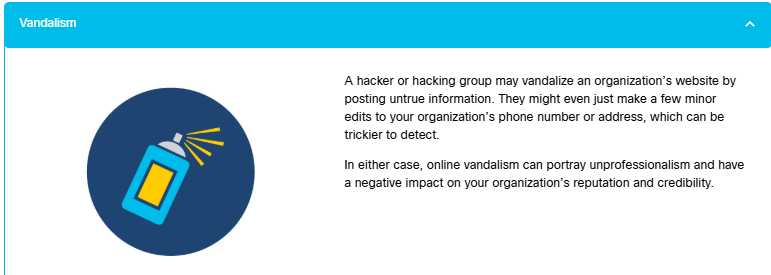 Vandalism
A hacker or hacking group may vandalize an organization's website by
posting untrue information. They might even just make a few minor
edits to your organization's phone number or address, which can be
trickier to detect.
In either case, online vandalism can portray unprofessionalism and have
a negative impact on your organization's reputation and credibility.